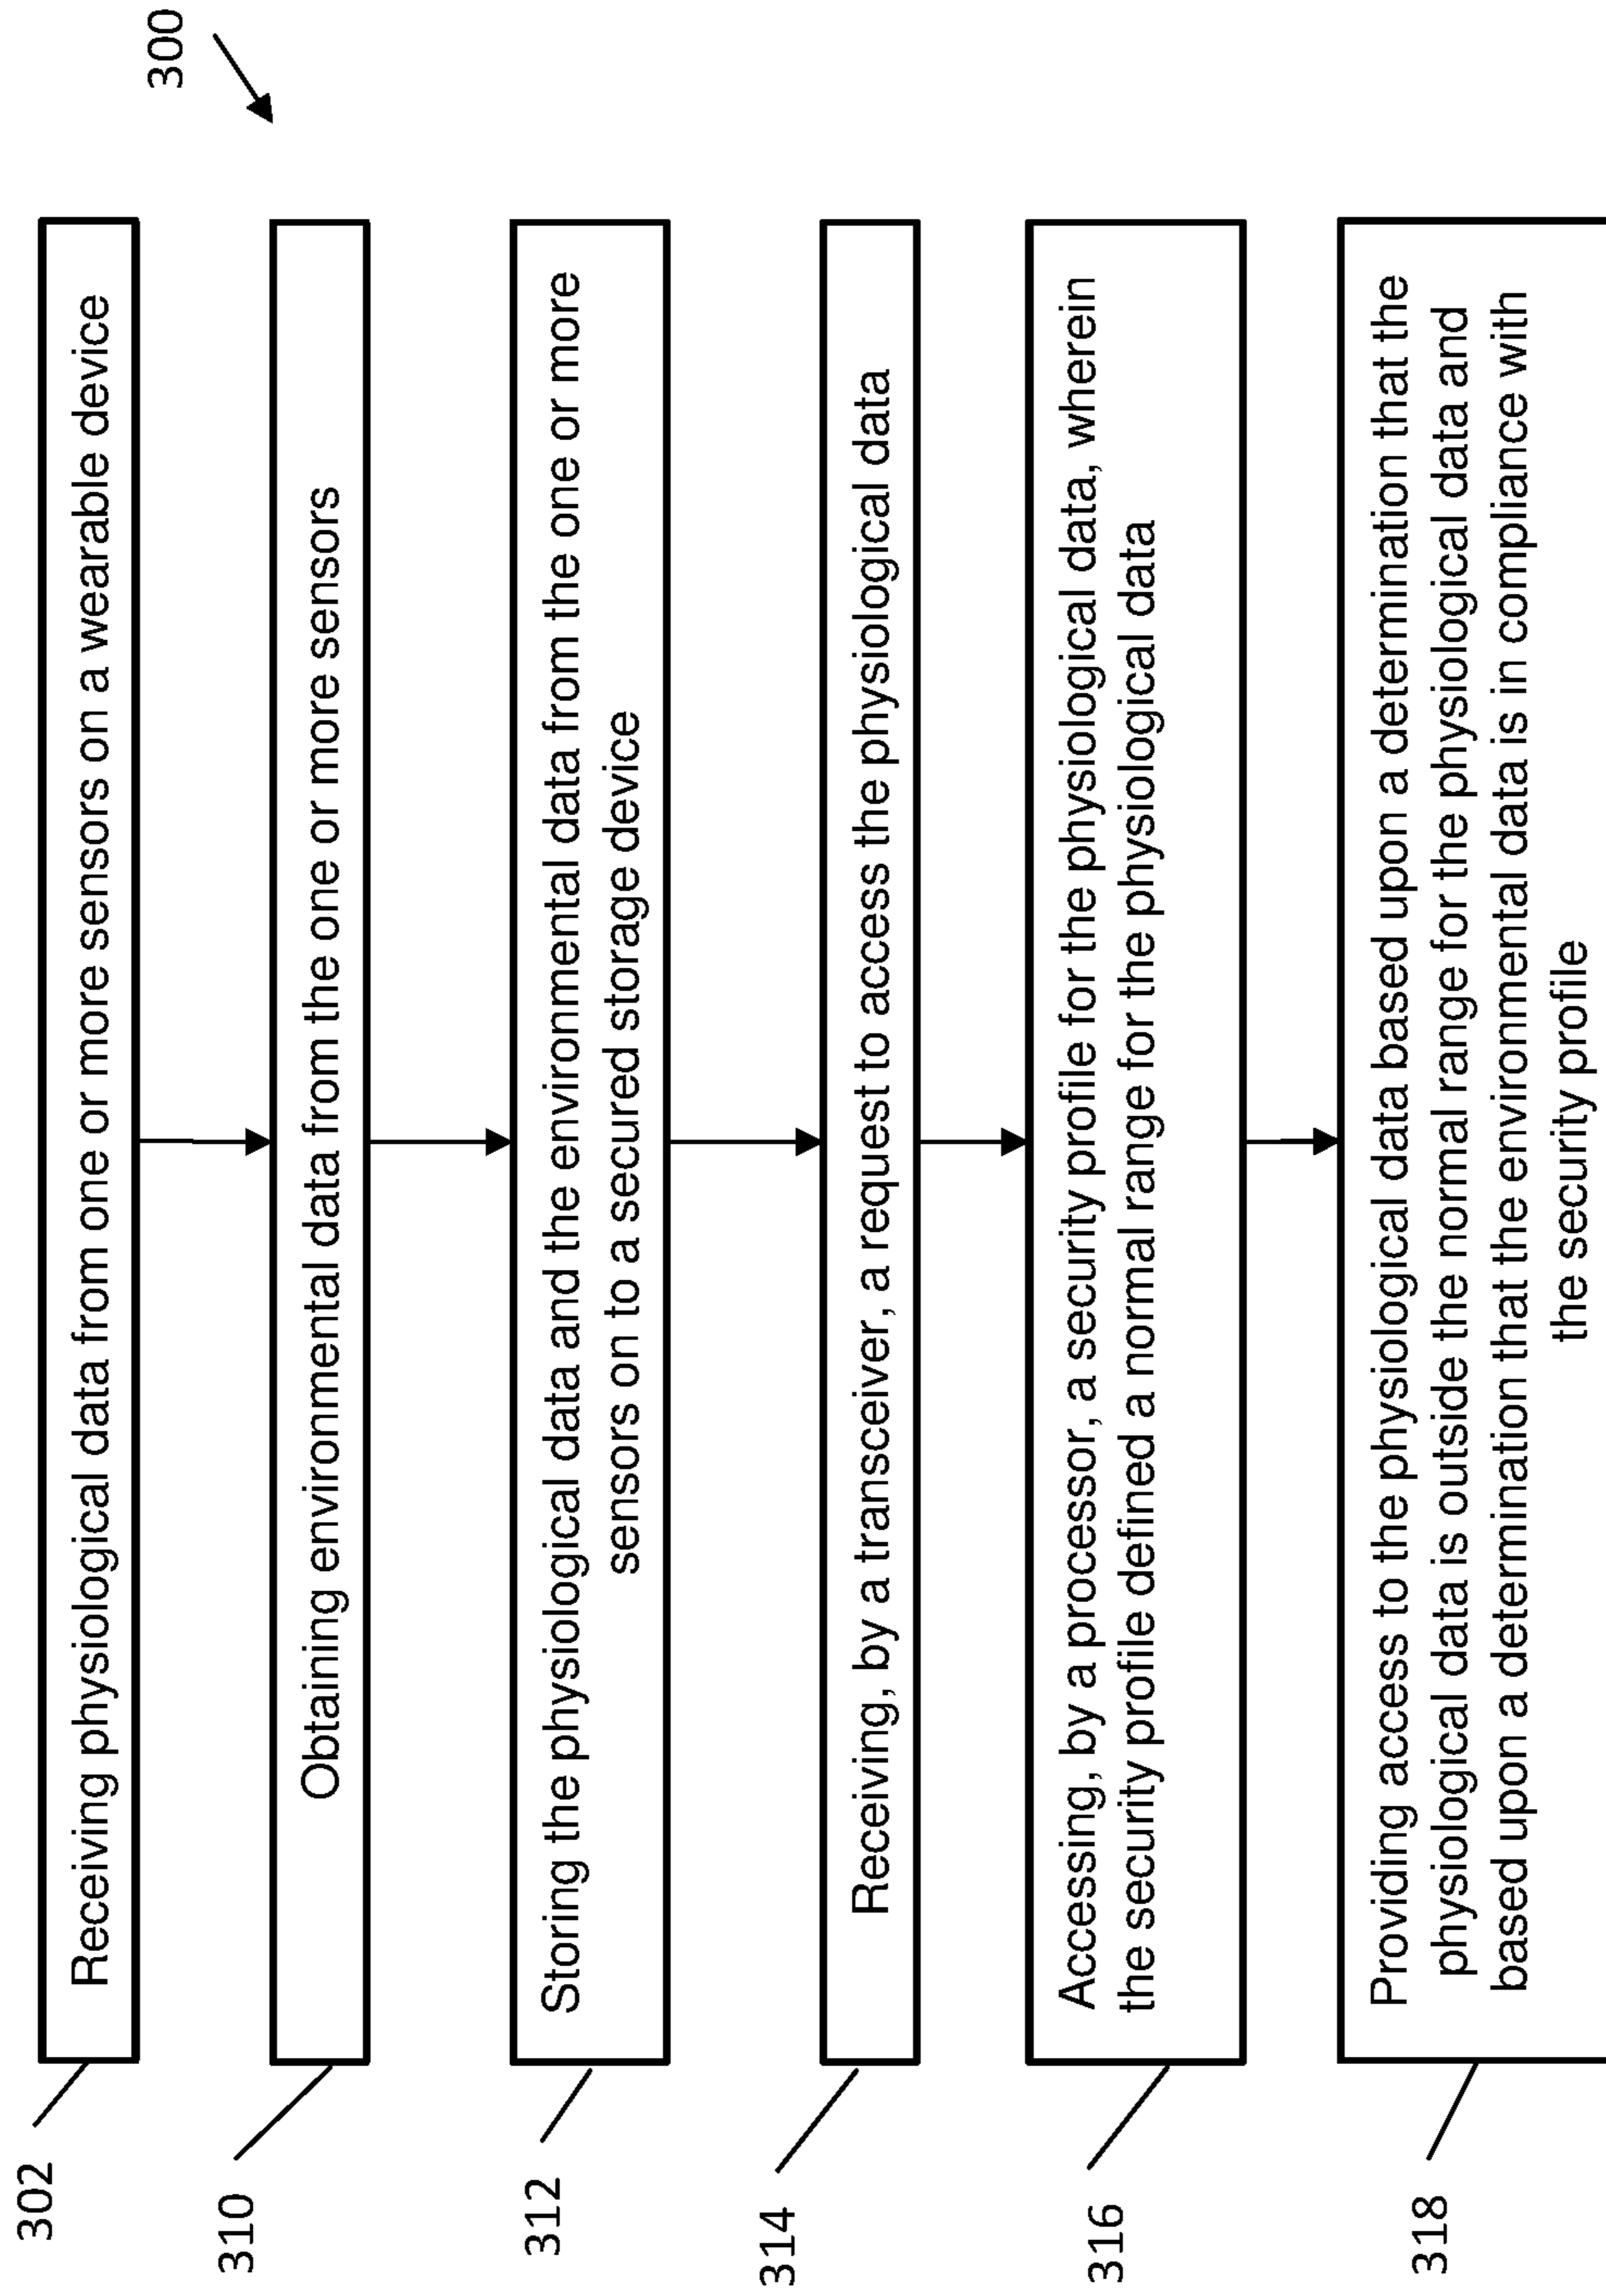 300
302
Receiving physiological data from one or more sensors on a wearable device
310
Obtaining environmental data from the one or more sensors
312
Storing the physiological data and the environmental data from the one or more
sensors on to a secured storage device
314
Receiving, by a transceiver, a request to access the physiological data
316
Accessing, by a processor, a security profile for the physiological data, wherein
the security profile defined a normal range for the physiological data
318
Providing access to the physiological data based upon a determination that the
physiological data is outside the normal range for the physiological data and
based upon a determination that the environmental data is in compliance with
the security profile